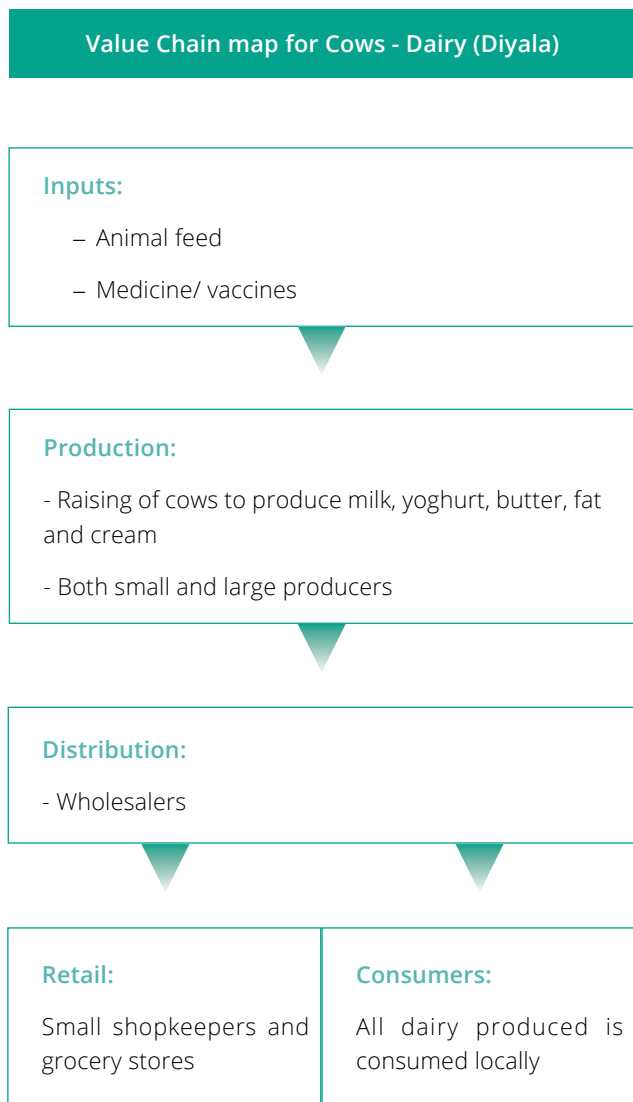 Value Chain map for Cows - Dairy (Diyala)
Inputs:
– Animal feed
– Medicine/ vaccines
Production:
- Raising of cows to produce milk, yoghurt, butter, fat
and cream
- Both small and large producers
Distribution:
- Wholesalers
Retail:
Small shopkeepers and
grocery stores
Consumers:
All dairy produced is
consumed locally